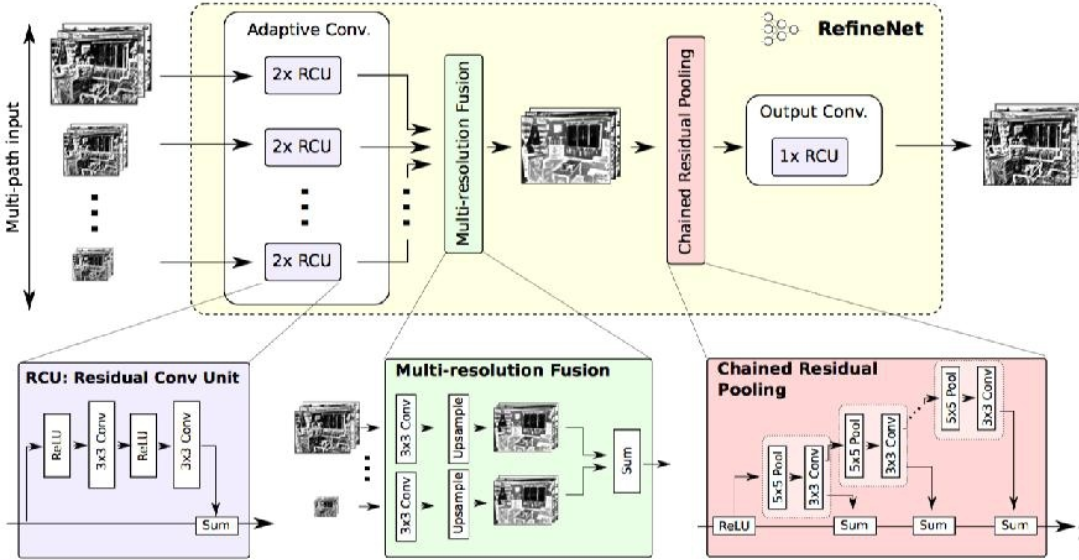 Multi-path input
Adaptive Conv.
2x RCU
2x RCU
2x RCU
Multi-resolution Fusion
Chained Residual Pooling
RefineNet
Output Conv.
1x RCU
RCU: Residual Conv Unit
ReLU
3x3 Conv
ReLU
3x3 Conv
Sum
Multi-resolution Fusion
3x3 Conv
Upsample
3x3 Conv
Upsample
Sum
Chained Residual
Pooling
5x5 Pool
3x3 Conv
5x5 Pool
3x3 Conv
5x5 Pool
3x3 Conv
ReLU
Sum
Sum
Sum